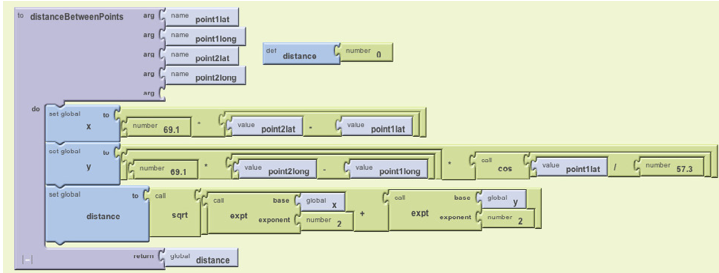 to distanceBetweenPoints arg name point1lat
arg name point1long
arg name point2lat
arg name point2long
arg
def distance number 0
do set global x to number 69.1 * value point2lat - value point1lat
set global y to number 69.1 * value point2long - value point1long * call cos value point1lat / number 57.3
set global distance to call sqrt call expt base global x exponent number 2 + call expt base global y exponent number 2
return global distance